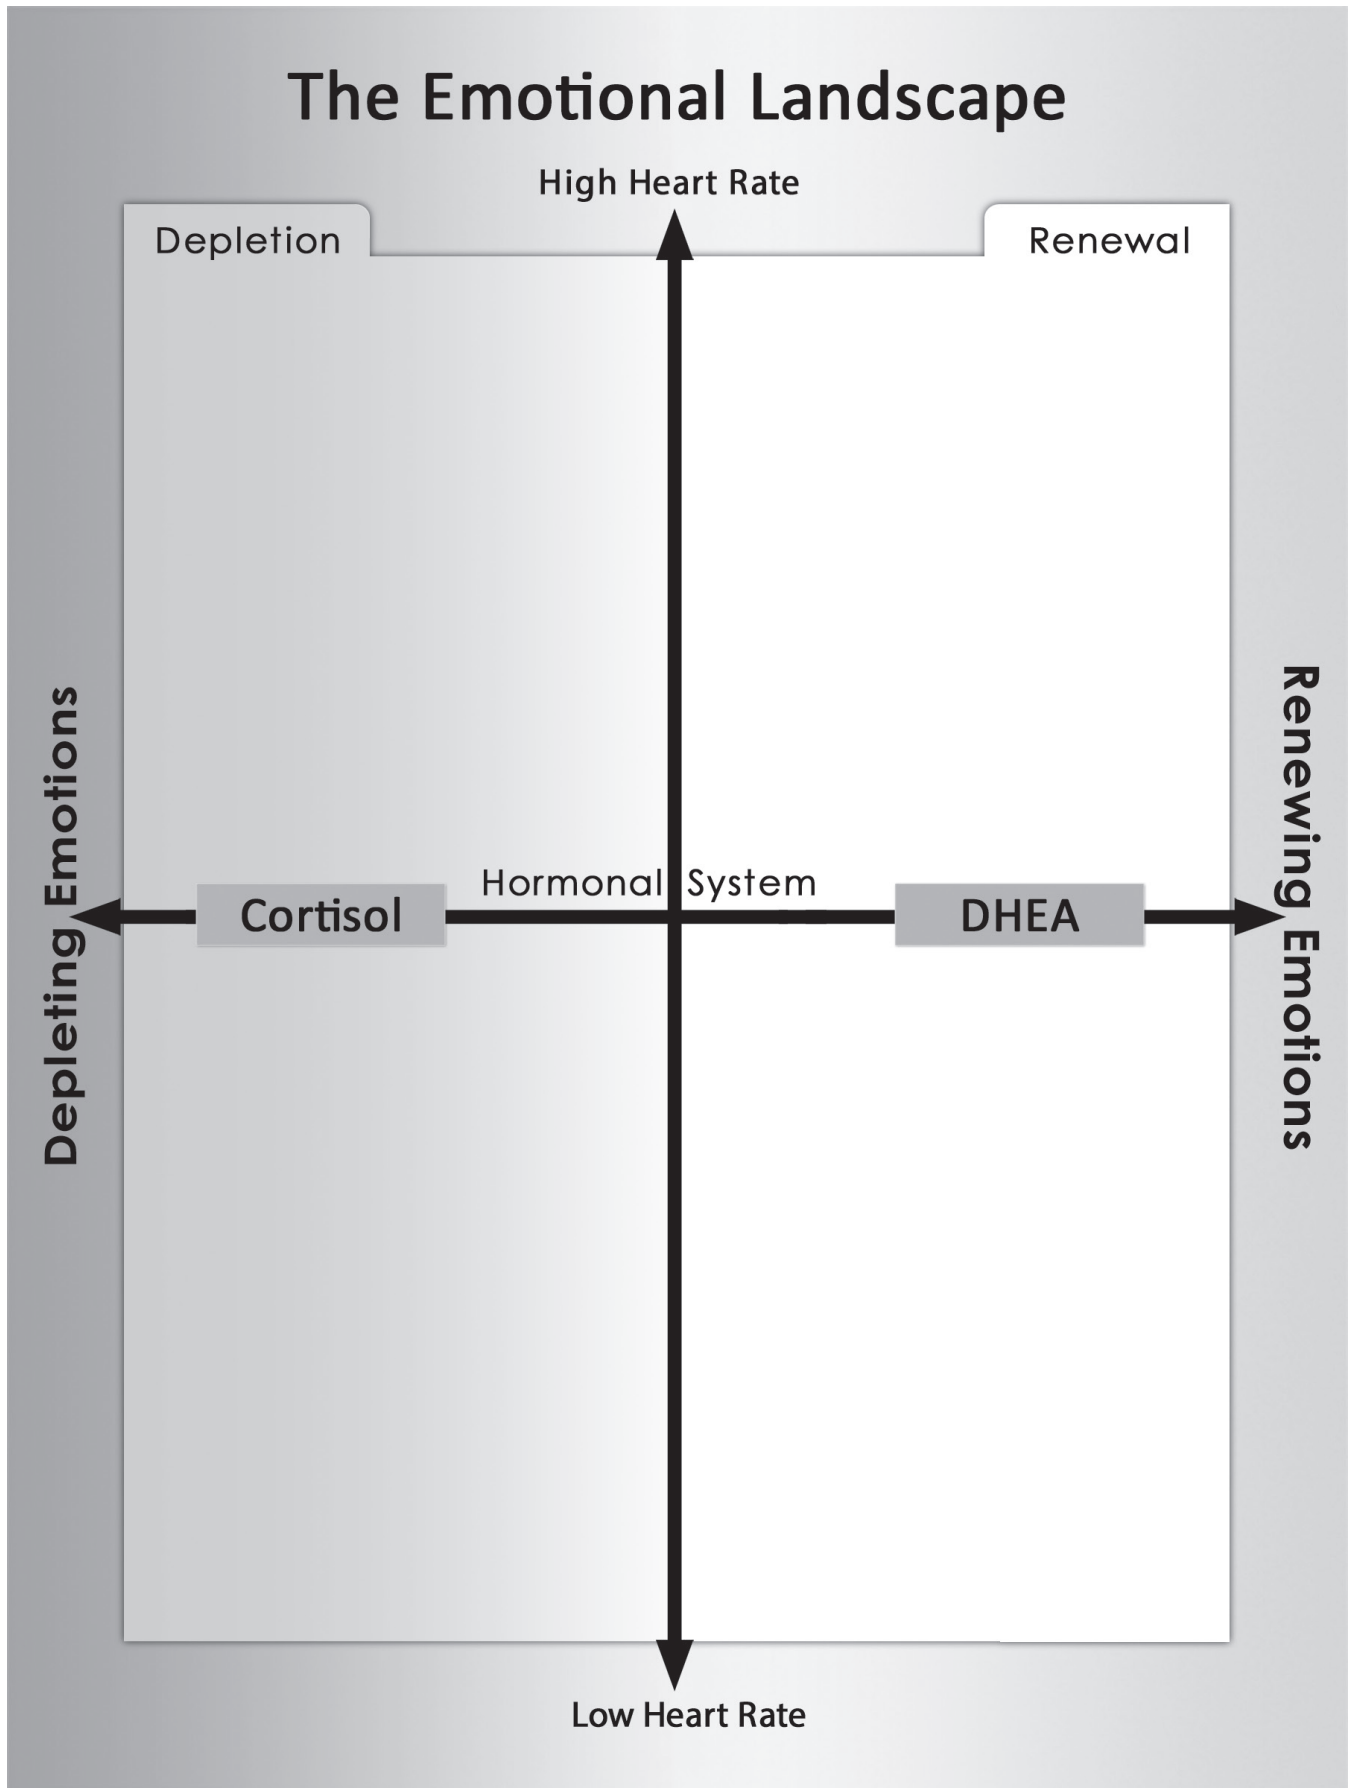 The Emotional Landscape
High Heart Rate
Depletion
Renewal
Depleting Emotions
Hormonal System
Cortisol
DHEA
Renewing Emotions
Low Heart Rate